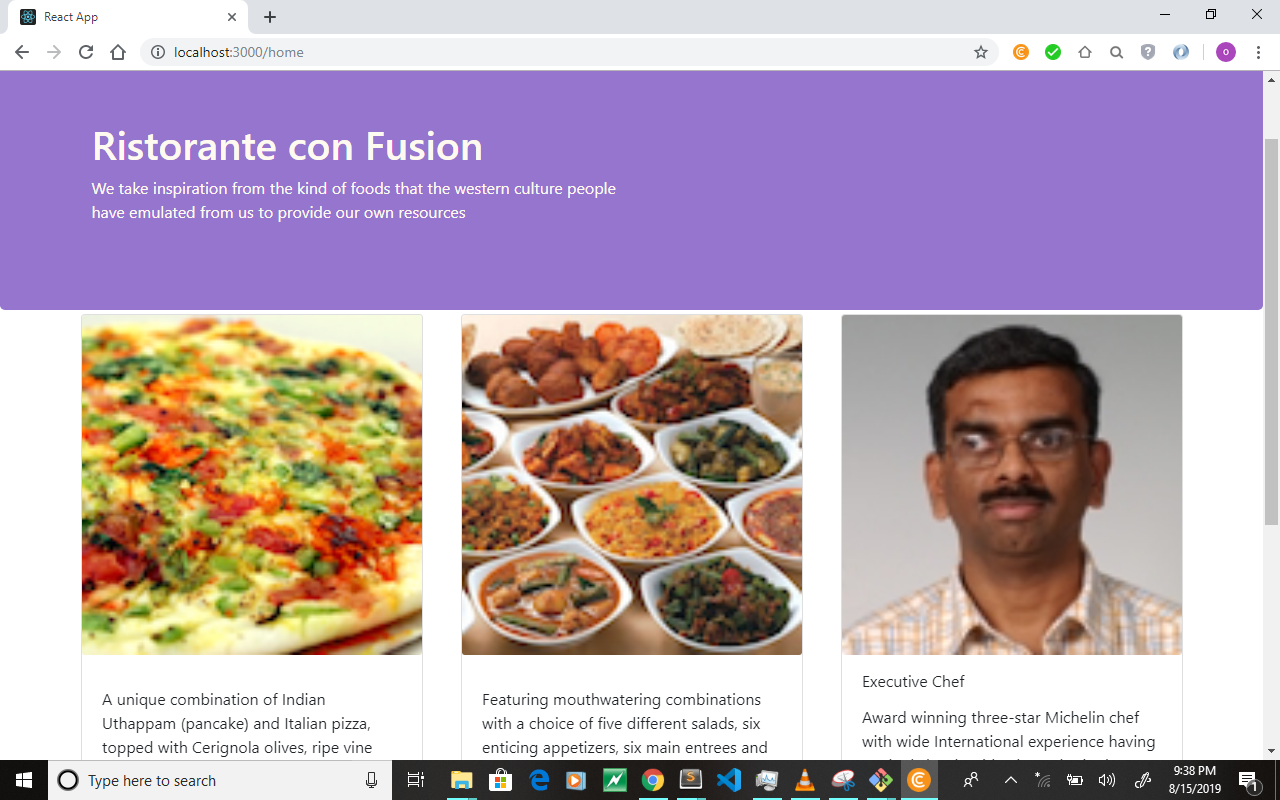 React App
localhost:3000/home
o
Ristorante con Fusion
We take inspiration from the kind of foods that the western culture people
have emulated from us to provide our own resources
A unique combination of Indian
Uthappam (pancake) and Italian pizza,
topped with Cerignola olives, ripe vine
Featuring mouthwatering combinations
with a choice of five different salads, six
enticing appetizers, six main entrees and
Executive Chef
Award winning three-star Michelin chef
with wide International experience having
Type here to search
9:38 PM
8/15/2019
1